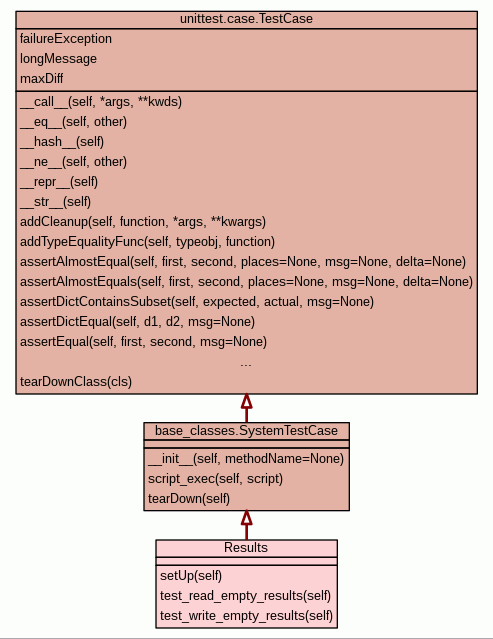 unittest.case.TestCase
failureException
longMessage
maxDiff
__call__(self, *args, **kwds)
__eq__(self, other)
__hash__(self)
__ne__(self, other)
__repr__(self)
__str__(self)
addCleanup(self, function, *args, **kwargs)
addTypeEqualityFunc(self, typeobj, function)
assertAlmostEqual(self, first, second, places=None, msg=None, delta=None)
assertAlmostEquals(self, first, second, places=None, msg=None, delta=None)
assertDictContainsSubset(self, expected, actual, msg=None)
assertDictEqual(self, d1, d2, msg=None)
assertEqual(self, first, second, msg=None)
...
tearDownClass(cls)
base_classes.SystemTestCase
__init__(self, methodName=None)
script_exec(self, script)
tearDown(self)
Results
setUp(self)
test_read_empty_results(self)
test_write_empty_results(self)